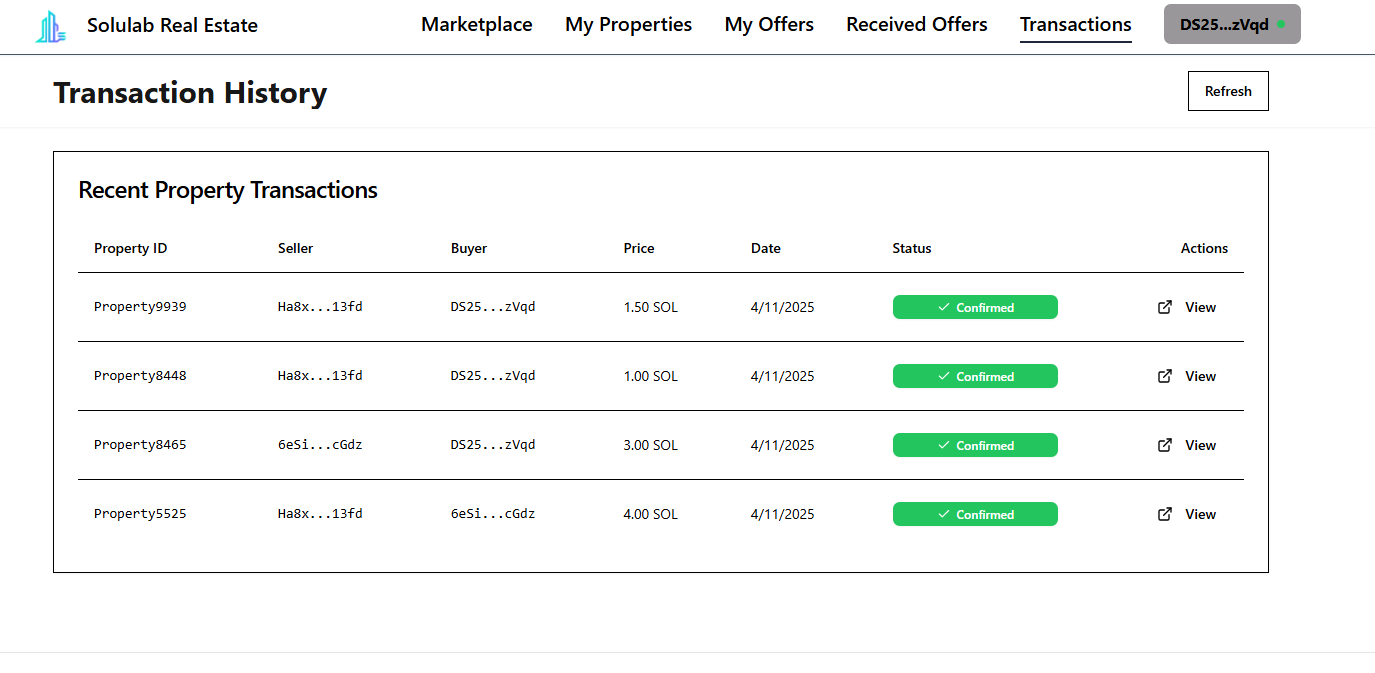 Solulab Real Estate Marketplace My Properties My Offers Received Offers Transactions DS25...zVqd
Transaction History Refresh
Recent Property Transactions
Property ID Seller Buyer Price Date Status Actions
Property9939 Ha8x...13fd DS25...zVqd 1.50 SOL 4/11/2025 Confirmed View
Property8448 Ha8x...13fd DS25...zVqd 1.00 SOL 4/11/2025 Confirmed View
Property8465 6eSi...cGdz DS25...zVqd 3.00 SOL 4/11/2025 Confirmed View
Property5525 Ha8x...13fd 6eSi...cGdz 4.00 SOL 4/11/2025 Confirmed View